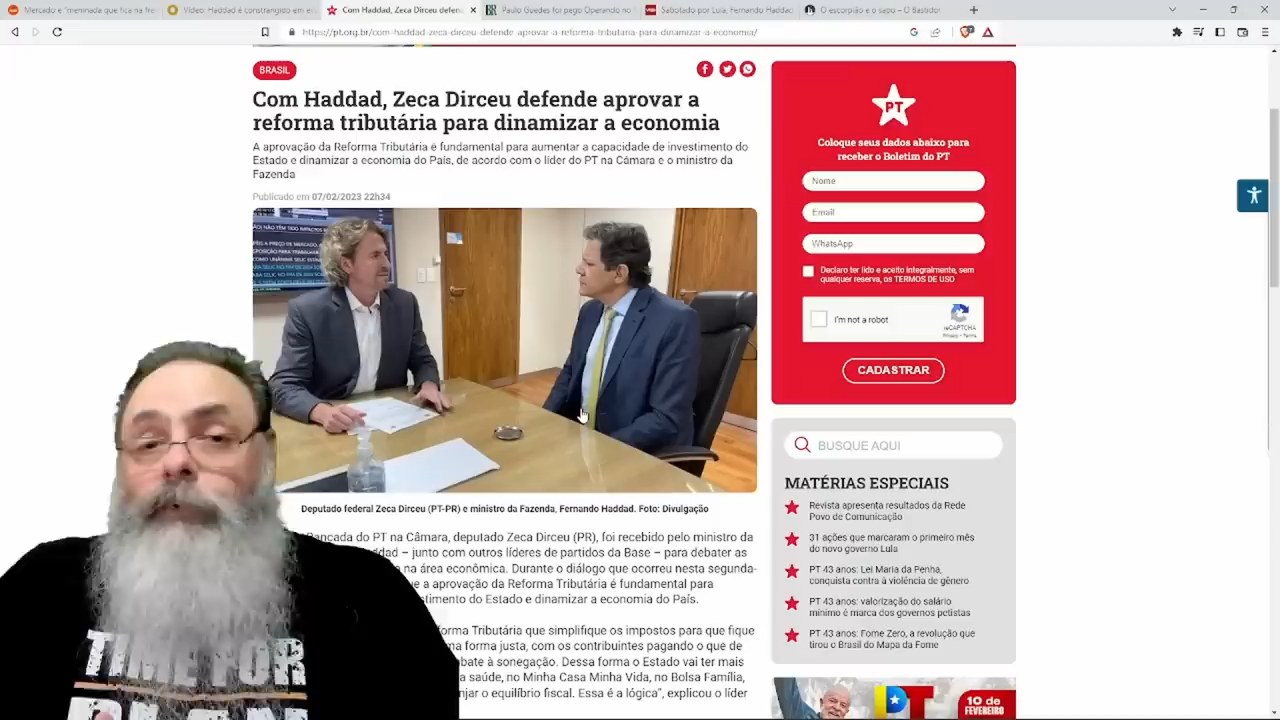 Mercado e "meninada que fica na fre
Vídeo: Haddad é constrangido em e
Com Haddad, Zeca Dirceu defen
Paulo Guedes foi pego Operando no
Sabotado por Lula, Fernando Hadda
O escorpião e o sapo – O Bastidor
https://pt.org.br/com-haddad-zeca-dirceu-defende-aprovar-a-reforma-tributaria-para-dinamizar-a-economia/
BRASIL
Com Haddad, Zeca Dirceu defende aprovar a
reforma tributária para dinamizar a economia
A aprovação da Reforma Tributária é fundamental para aumentar a capacidade de investimento do
Estado e dinamizar a economia do País, de acordo com o líder do PT na Câmara e o ministro da
Fazenda
Publicado em 07/02/2023 22h34
Deputado federal Zeca Dirceu (PT-PR) e ministro da Fazenda, Fernando Haddad. Foto: Divulgação
Bancada do PT na Câmara, deputado Zeca Dirceu (PR), foi recebido pelo ministro da
ddad – junto com outros líderes de partidos da Base – para debater as
na área econômica. Durante o diálogo que ocorreu nesta segunda-
e a aprovação da Reforma Tributária é fundamental para
timento do Estado e dinamizar a economia do País.
orma Tributária que simplifique os impostos para que fique
ma forma justa, com os contribuintes pagando o que de
bate à sonegação. Dessa forma o Estado vai ter mais
a saúde, no Minha Casa Minha Vida, no Bolsa Família,
njar o equilíbrio fiscal. Essa é a lógica", explicou o líder
PT
Coloque seus dados abaixo para
receber o Boletim do PT
Nome
Email
WhatsApp
Declaro ter lido e aceito integralmente, sem
qualquer reserva, os TERMOS DE USO
I'm not a robot
reCAPTCHA
Privacy - Terms
CADASTRAR
BUSQUE AQUI
MATÉRIAS ESPECIAIS
Revista apresenta resultados da Rede
Povo de Comunicação
31 ações que marcaram o primeiro mês
do novo governo Lula
PT 43 anos: Lei Maria da Penha,
conquista contra à violência de gênero
PT 43 anos: valorização do salário
mínimo é marca dos governos petistas
PT 43 anos: Fome Zero, a revolução que
tirou o Brasil do Mapa da Fome
PT
10 de
FEVEREIRO